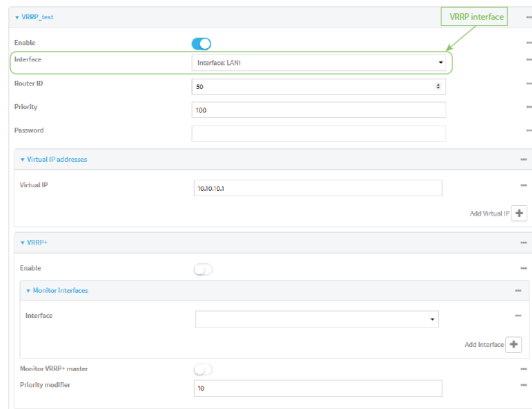 VRRP_test
VRRP interface
Enable
Interface
Interface: LAN1
Router ID
50
Priority
100
Password
Virtual IP addresses
Virtual IP
10.10.10.1
Add Virtual IP
VRRP+
Enable
Monitor Interfaces
Interface
Add Interface
Monitor VRRP+ master
Priority modifier
10